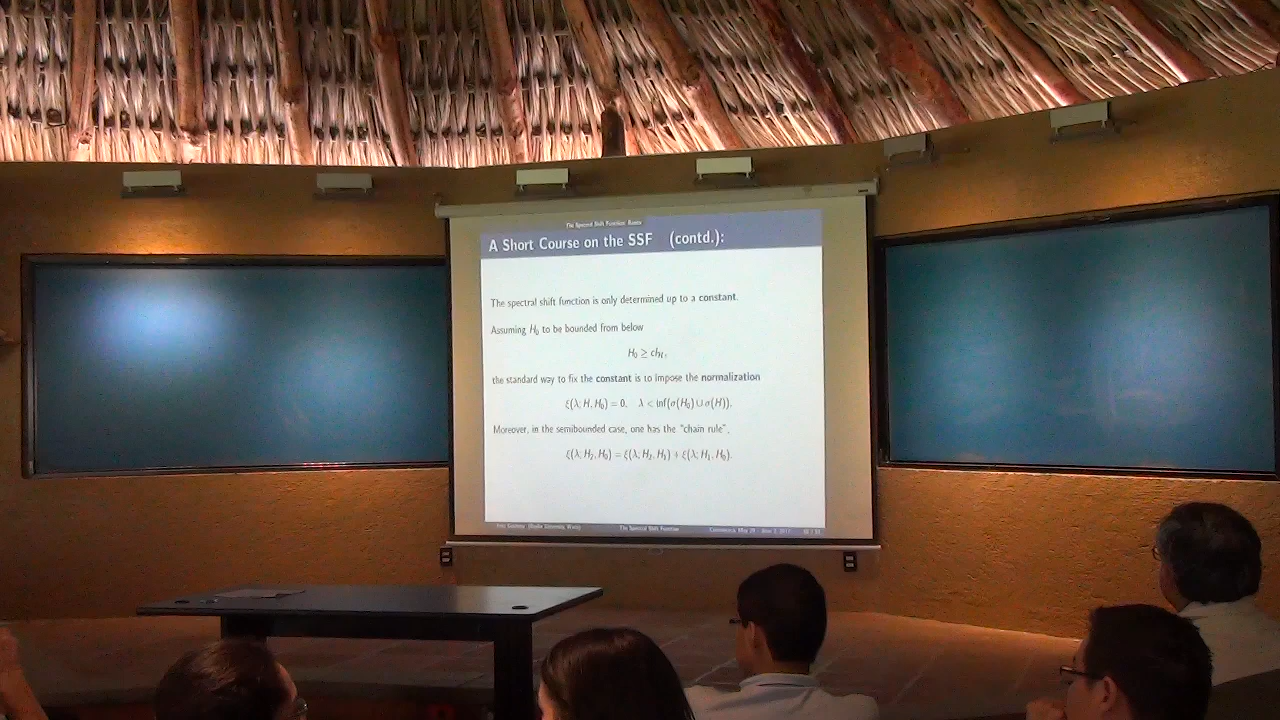 The Spectral Shift Function: Basics
A Short Course on the SSF (contd.):
The spectral shift function is only determined up to a constant.
Assuming H₀ to be bounded from below
H₀ ≥ cI_ℋ,
the standard way to fix the constant is to impose the normalization
ξ(λ; H, H₀) = 0, λ < inf(σ(H₀) ∪ σ(H)).
Moreover, in the semibounded case, one has the "chain rule",
ξ(λ; H₂, H₀) = ξ(λ; H₂, H₁) + ξ(λ; H₁, H₀).
The Spectral Shift Function